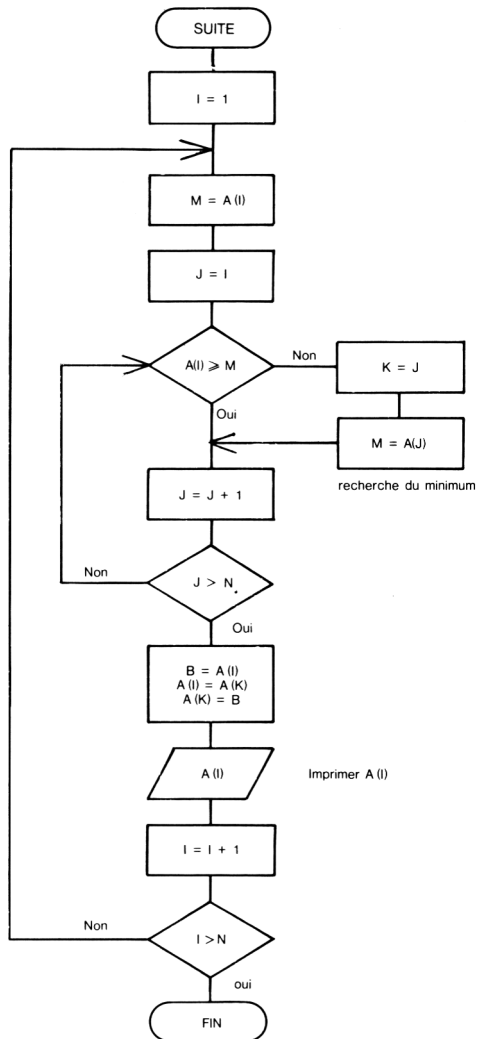 SUITE
I = 1
M = A(I)
J = I
A(I) ⩾ M
Non
K = J
Oui
M = A(J)
recherche du minimum
J = J + 1
Non
J > N.
Oui
B = A(I)
A(I) = A(K)
A(K) = B
A(I)
Imprimer A(I)
I = I + 1
Non
I > N
oui
FIN